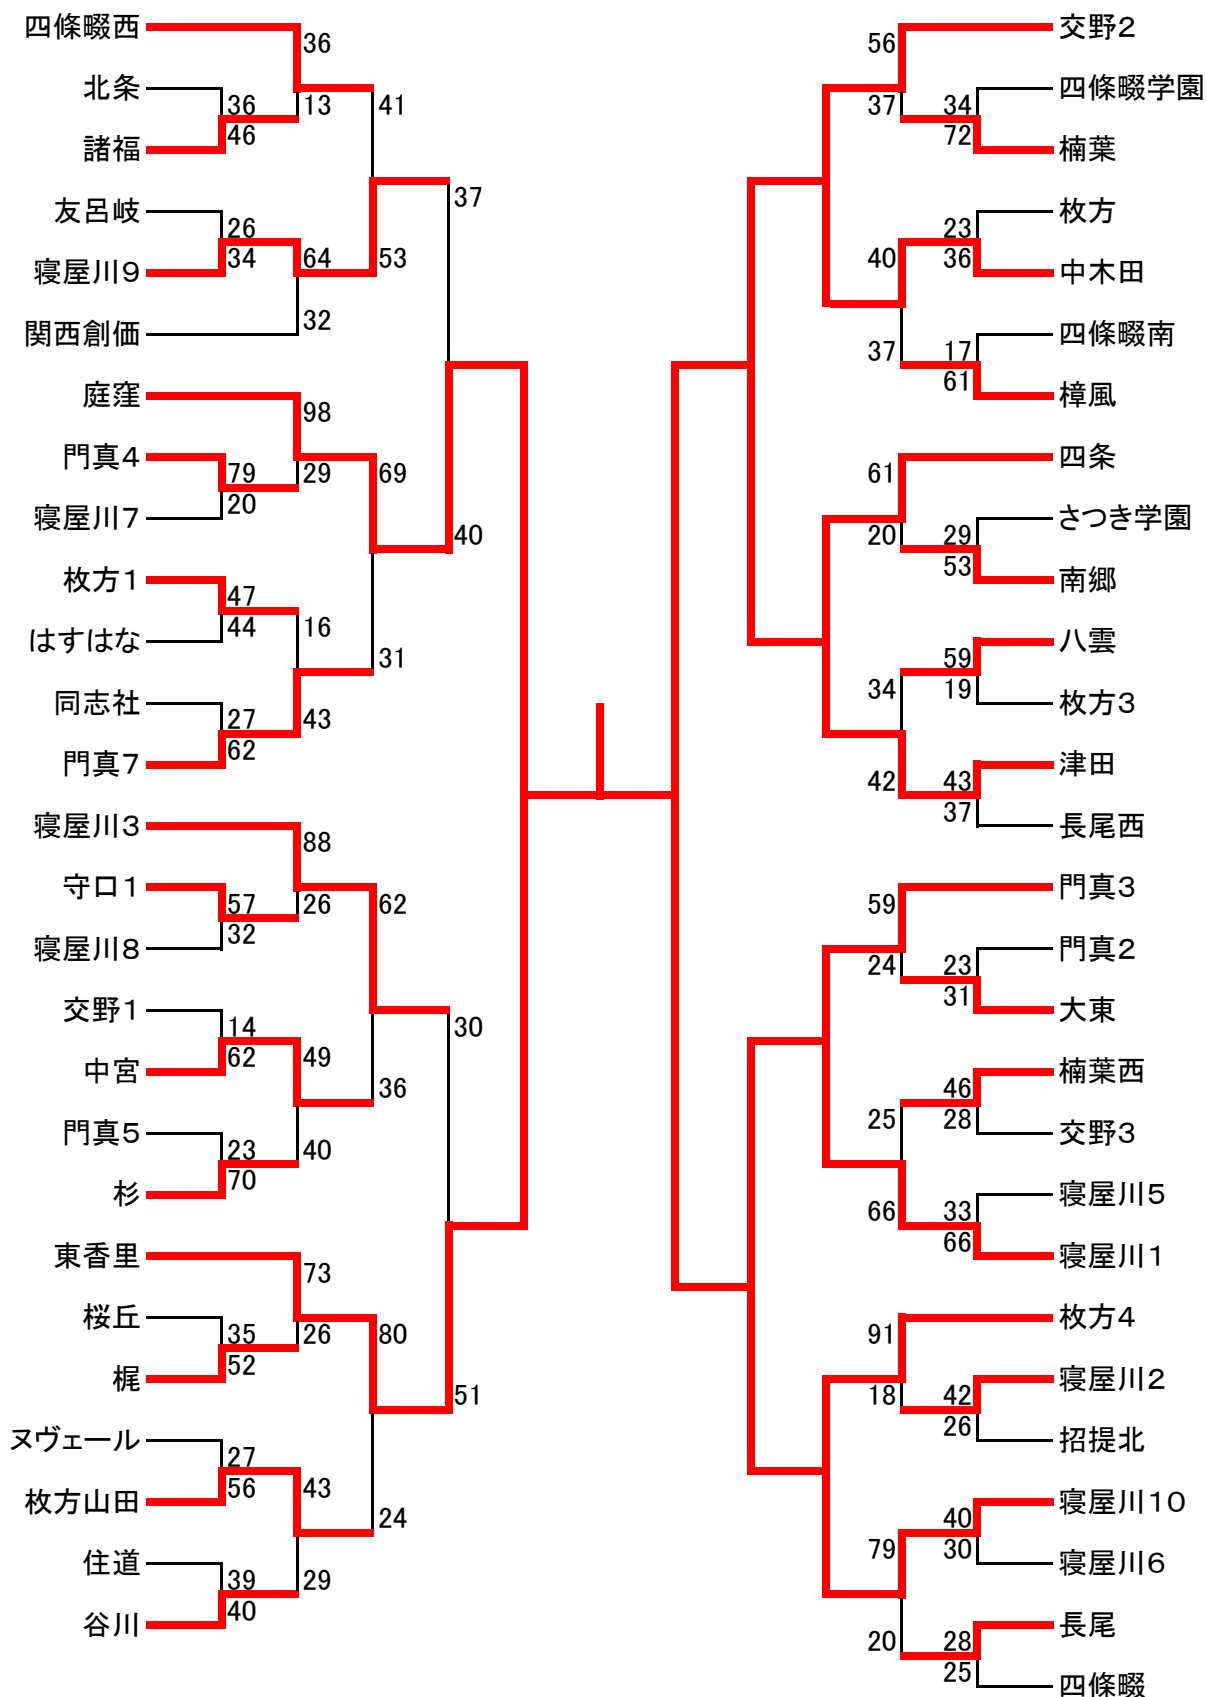 四條畷西
36
北条
36
13
41
46
諸福
37
友呂岐
26
34
64
53
寝屋川9
32
関西創価
庭窪
98
門真4
79
29
69
20
寝屋川7
40
枚方1
47
44
16
はすはな
31
同志社
27
43
62
門真7
寝屋川3
88
守口1
57
26
62
32
寝屋川8
交野1
14
30
62
49
中宮
36
門真5
23
40
70
杉
東香里
73
桜丘
35
26
80
52
梶
51
ヌヴェール
27
56
43
枚方山田
24
住道
39
29
40
谷川
56
交野2
37
34
四條畷学園
72
楠葉
枚方
23
40
36
中木田
四條畷南
37
17
61
樟風
61
四条
20
29
さつき学園
53
南郷
59
八雲
34
19
枚方3
津田
42
43
37
長尾西
59
門真3
24
23
門真2
31
大東
46
楠葉西
25
28
交野3
寝屋川5
66
33
66
寝屋川1
91
枚方4
18
42
寝屋川2
26
招提北
40
寝屋川10
79
30
寝屋川6
長尾
20
28
25
四條畷